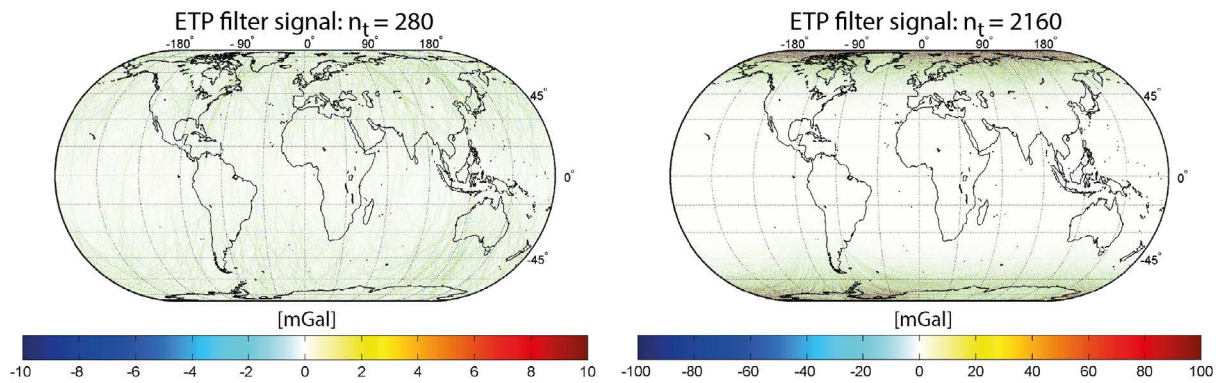 ETP filter signal: nt = 280
-180° -90° 0° 90° 180°
45°
0°
-45°
[mGal]
-10 -8 -6 -4 -2 0 2 4 6 8 10
ETP filter signal: nt = 2160
-180° -90° 0° 90° 180°
45°
0°
-45°
[mGal]
-100 -80 -60 -40 -20 0 20 40 60 80 100